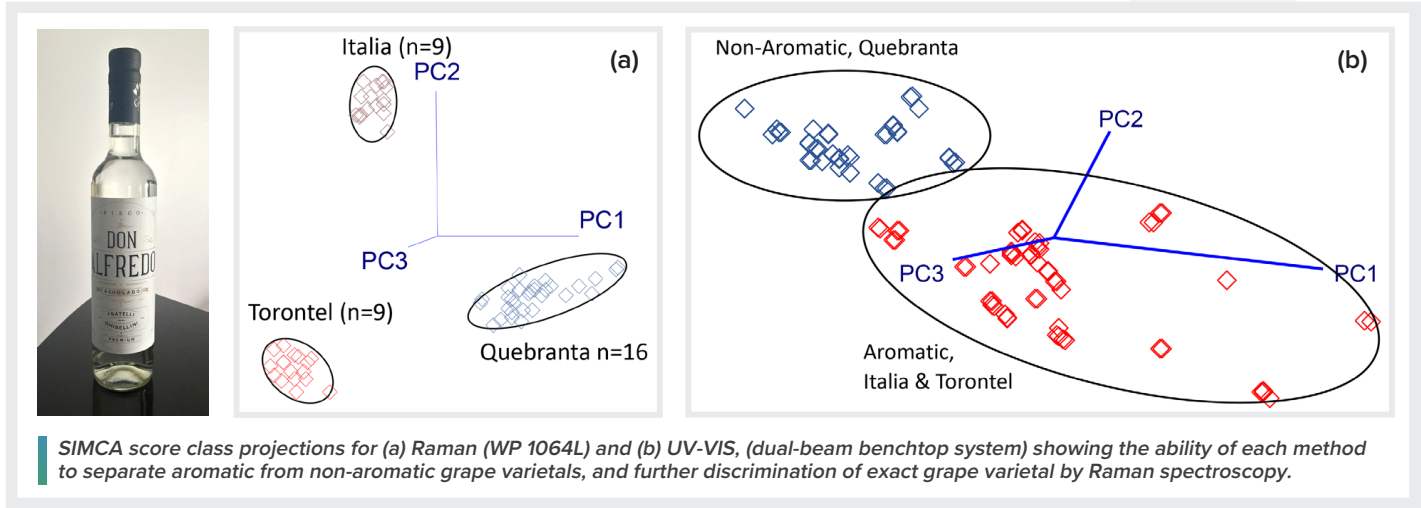 PISCO
DON
ALFREDO
ACHOLADO
FRATELLI
GHIBELLINI
PREMIUM
Italia (n=9)
(a)
PC2
PC1
PC3
Torontel (n=9)
Quebranta n=16
Non-Aromatic, Quebranta
(b)
PC2
PC3
PC1
Aromatic,
Italia & Torontel
SIMCA score class projections for (a) Raman (WP 1064L) and (b) UV-VIS, (dual-beam benchtop system) showing the ability of each method
to separate aromatic from non-aromatic grape varietals, and further discrimination of exact grape varietal by Raman spectroscopy.